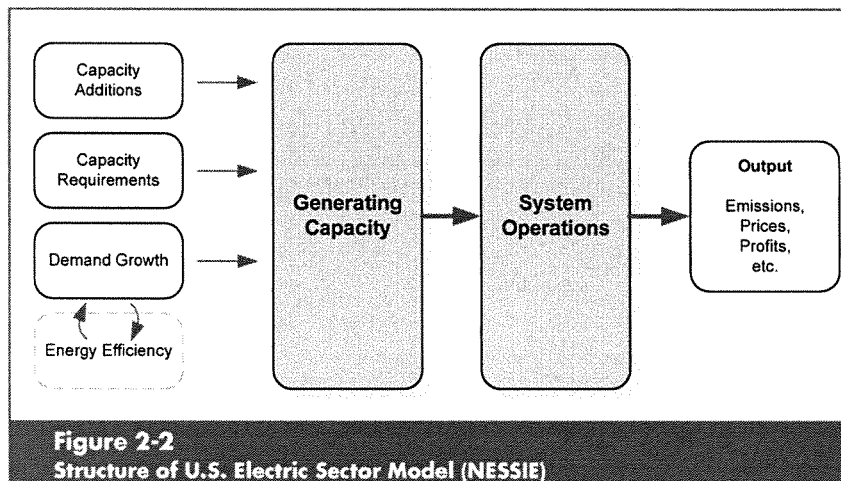 Capacity
Additions
Capacity
Requirements
Demand Growth
Energy Efficiency
Generating
Capacity
System
Operations
Output
Emissions,
Prices,
Profits,
etc.
Figure 2-2
Structure of U.S. Electric Sector Model (NESSIE)